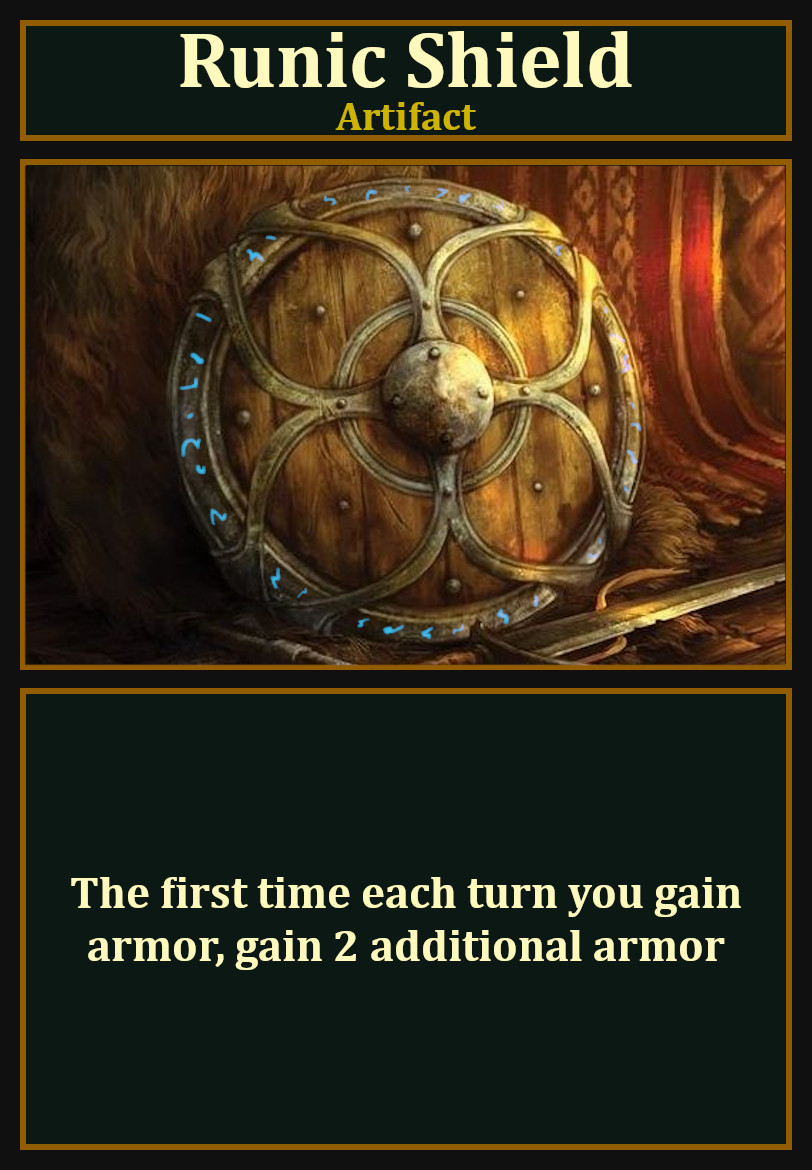 Runic Shield
Artifact
The first time each turn you gain
armor, gain 2 additional armor